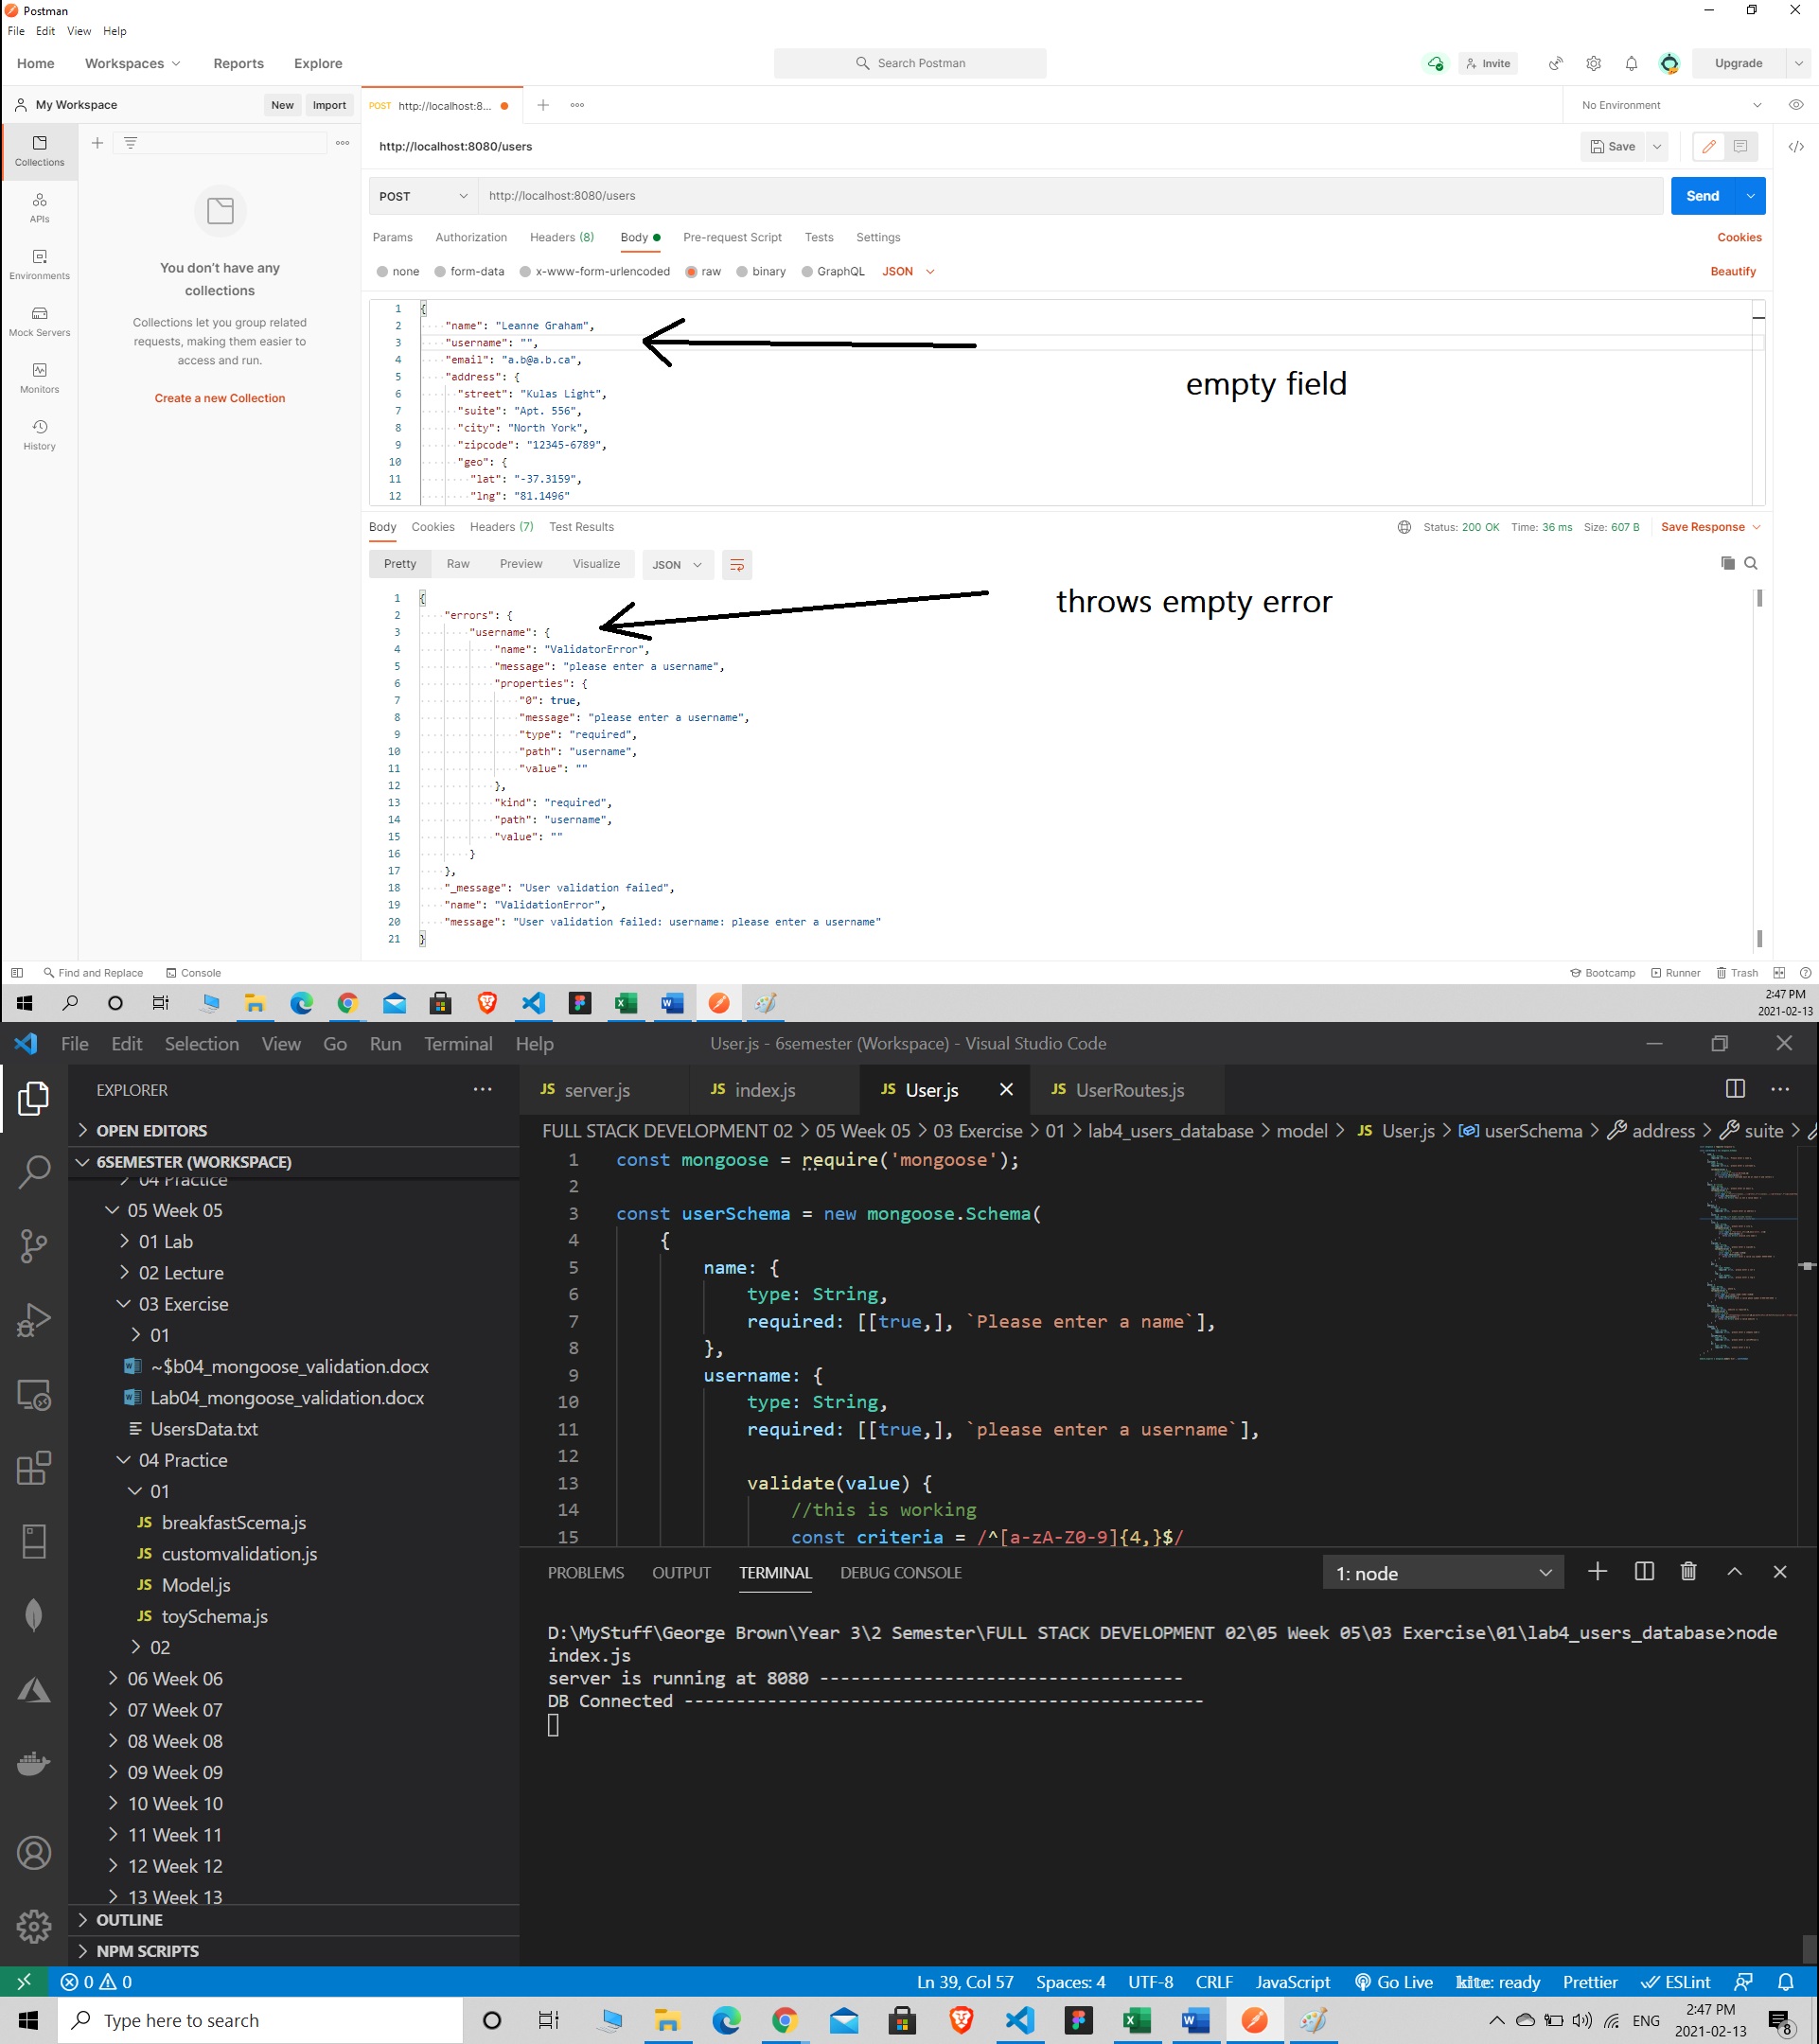 Postman
File Edit View Help
Home Workspaces Reports Explore
Search Postman
Invite
Upgrade
My Workspace
New Import
POST http://localhost:8...
No Environment
Collections
APIs
Environments
Mock Servers
Monitors
History
You don't have any
collections
Collections let you group related
requests, making them easier to
access and run.
Create a new Collection
http://localhost:8080/users
Save
POST http://localhost:8080/users
Send
Params Authorization Headers (8) Body Pre-request Script Tests Settings
Cookies
none form-data x-www-form-urlencoded raw binary GraphQL JSON
Beautify
1 {
2 "name": "Leanne Graham",
3 "username": "",
4 "email": "a.b@a.b.ca",
5 "address": {
6 "street": "Kulas Light",
7 "suite": "Apt. 556",
8 "city": "North York",
9 "zipcode": "12345-6789",
10 "geo": {
11 "lat": "-37.3159",
12 "lng": "81.1496"
empty field
Body Cookies Headers (7) Test Results
Status: 200 OK Time: 36 ms Size: 607 B Save Response
Pretty Raw Preview Visualize JSON
throws empty error
1 {
2 "errors": {
3 "username": {
4 "name": "ValidatorError",
5 "message": "please enter a username",
6 "properties": {
7 "0": true,
8 "message": "please enter a username",
9 "type": "required",
10 "path": "username",
11 "value": ""
12 },
13 "kind": "required",
14 "path": "username",
15 "value": ""
16 }
17 },
18 "_message": "User validation failed",
19 "name": "ValidationError",
20 "message": "User validation failed: username: please enter a username"
21 }
Find and Replace Console
Bootcamp Runner Trash
2:47 PM
2021-02-13
File Edit Selection View Go Run Terminal Help
User.js - 6semester (Workspace) - Visual Studio Code
EXPLORER
OPEN EDITORS
6SEMESTER (WORKSPACE)
04 Practice
05 Week 05
01 Lab
02 Lecture
03 Exercise
01
~$b04_mongoose_validation.docx
Lab04_mongoose_validation.docx
UsersData.txt
04 Practice
01
JS breakfastScema.js
JS customvalidation.js
JS Model.js
JS toySchema.js
02
06 Week 06
07 Week 07
08 Week 08
09 Week 09
10 Week 10
11 Week 11
12 Week 12
13 Week 13
OUTLINE
NPM SCRIPTS
JS server.js JS index.js JS User.js JS UserRoutes.js
FULL STACK DEVELOPMENT 02 > 05 Week 05 > 03 Exercise > 01 > lab4_users_database > model > JS User.js > userSchema > address > suite >
1 const mongoose = require('mongoose');
2
3 const userSchema = new mongoose.Schema(
4 {
5 name: {
6 type: String,
7 required: [[true,], `Please enter a name`],
8 },
9 username: {
10 type: String,
11 required: [[true,], `please enter a username`],
12
13 validate(value) {
14 //this is working
15 const criteria = /^[a-zA-Z0-9]{4,}$/
PROBLEMS OUTPUT TERMINAL DEBUG CONSOLE
1: node
D:\MyStuff\George Brown\Year 3\2 Semester\FULL STACK DEVELOPMENT 02\05 Week 05\03 Exercise\01\lab4_users_database>node
index.js
server is running at 8080 -----------------------------------
DB Connected --------------------------------------------------
0 0
Ln 39, Col 57 Spaces: 4 UTF-8 CRLF JavaScript Go Live kite: ready Prettier ESLint
Type here to search
ENG
2:47 PM
2021-02-13
8